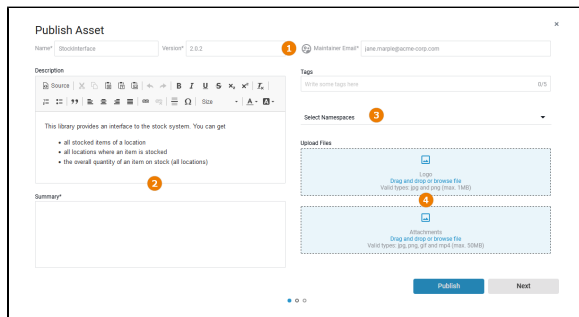 Publish Asset
×
Name* StockInterface Version* 2.0.2 1 Maintainer Email* jane.marple@acme-corp.com
Description
Source B I U S x₂ x² Tx
Ω Size A A
This library provides an interface to the stock system. You can get
• all stocked items of a location
• all locations where an item is stocked
• the overall quantity of an item on stock (all locations)
2
Summary*
Tags
Write some tags here 0/5
Select Namespaces 3
Upload Files
Logo
Drag and drop or browse file
Valid types: jpg and png (max. 1MB)
4
Attachments
Drag and drop or browse file
Valid types: jpg, png, gif and mp4 (max. 50MB)
Publish Next